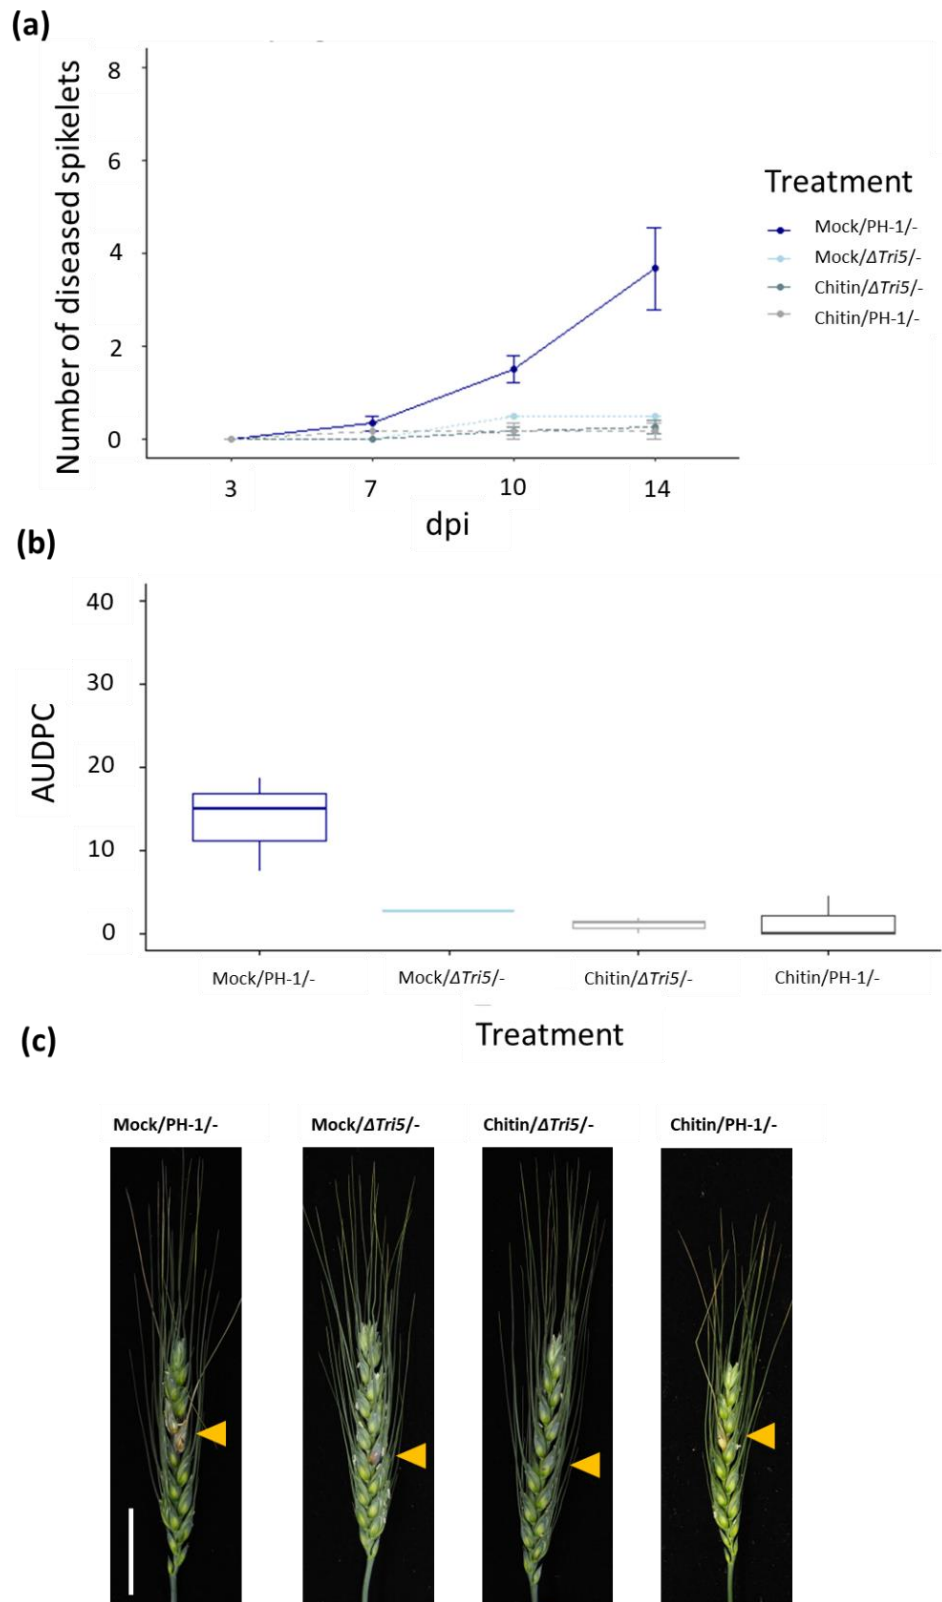 (a)
Number of diseased spikelets
8
6
4
2
0
3 7 10 14
dpi
Treatment
Mock/PH-1/-
Mock/ΔTri5/-
Chitin/ΔTri5/-
Chitin/PH-1/-
(b)
AUDPC
40
30
20
10
0
Mock/PH-1/- Mock/ΔTri5/- Chitin/ΔTri5/- Chitin/PH-1/-
Treatment
(c)
Mock/PH-1/- Mock/ΔTri5/- Chitin/ΔTri5/- Chitin/PH-1/-